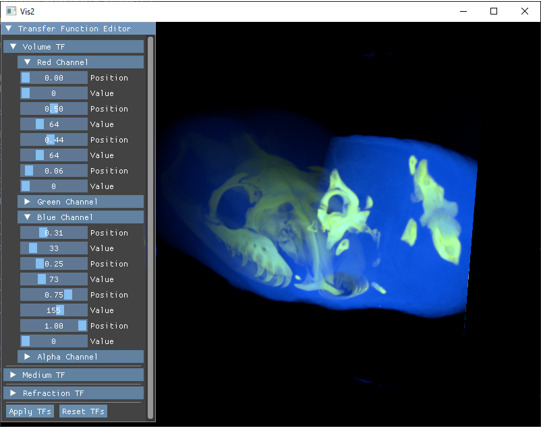 Vis2
Transfer Function Editor
Volume TF
Red Channel
0.00 Position
0 Value
0.50 Position
64 Value
0.44 Position
64 Value
0.06 Position
0 Value
Green Channel
Blue Channel
0.31 Position
33 Value
0.25 Position
73 Value
0.75 Position
155 Value
1.00 Position
0 Value
Alpha Channel
Medium TF
Refraction TF
Apply TFs Reset TFs